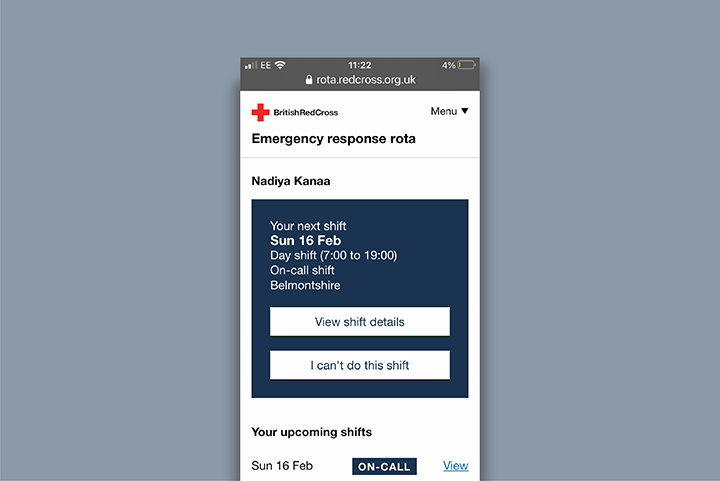 EE 11:22 4%
rota.redcross.org.uk
BritishRedCross Menu ▼
Emergency response rota
Nadiya Kanaa
Your next shift
Sun 16 Feb
Day shift (7:00 to 19:00)
On-call shift
Belmontshire
View shift details
I can't do this shift
Your upcoming shifts
Sun 16 Feb ON-CALL View